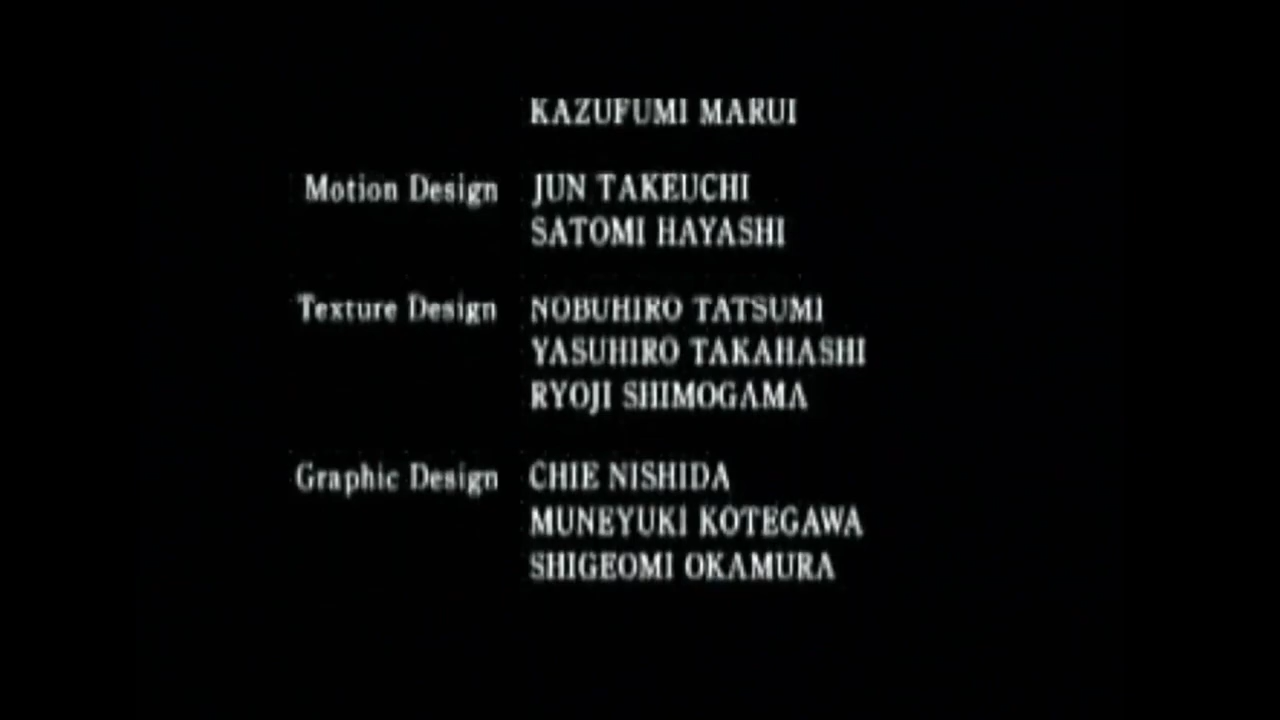 KAZUFUMI MARUI
Motion Design JUN TAKEUCHI
SATOMI HAYASHI
Texture Design NOBUHIRO TATSUMI
YASUHIRO TAKAHASHI
RYOJI SHIMOGAMA
Graphic Design CHIE NISHIDA
MUNEYUKI KOTEGAWA
SHIGEOMI OKAMURA